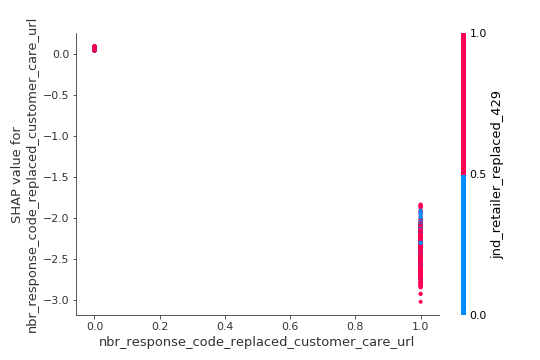 SHAP value for
nbr_response_code_replaced_customer_care_url
0.0
−0.5
−1.0
−1.5
−2.0
−2.5
−3.0
0.0 0.2 0.4 0.6 0.8 1.0
nbr_response_code_replaced_customer_care_url
1.0
0.5
0.0
jnd_retailer_replaced_429